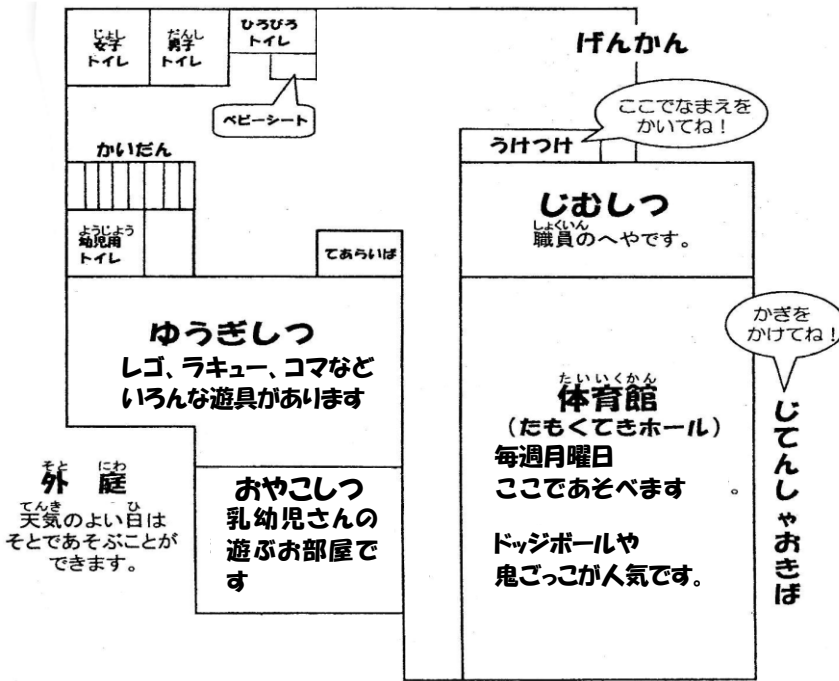 じょし
女子
トイレ
だんし
男子
トイレ
ひろびろ
トイレ
ベビーシート
げんかん
ここでなまえを
かいてね！
うけつけ
かいだん
じむしつ
しょくいん
職員のへやです。
ようじよう
幼児用
トイレ
てあらいば
ゆうぎしつ
レゴ、ラキュー、コマなど
いろんな遊具があります
かぎを
かけてね！
じてんしゃおきば
たいいくかん
体育館
（たもくてきホール）
毎週月曜日
ここであそべます　。
ドッジボールや
鬼ごっこが人気です。
おやこしつ
乳幼児さんの
遊ぶお部屋で
す
そと　にわ
外　庭
てんき　ひ
天気のよい日は
そとであそぶことが
できます。